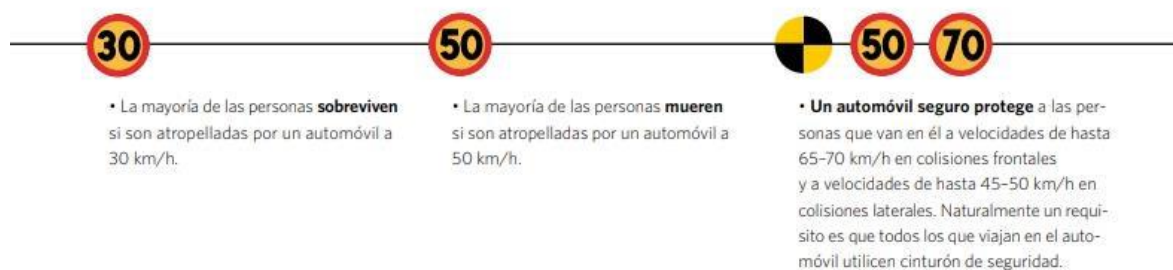 30
50
50 70
• La mayoría de las personas sobreviven
si son atropelladas por un automóvil a
30 km/h.
• La mayoría de las personas mueren
si son atropelladas por un automóvil a
50 km/h.
• Un automóvil seguro protege a las per-
sonas que van en él a velocidades de hasta
65–70 km/h en colisiones frontales
y a velocidades de hasta 45–50 km/h en
colisiones laterales. Naturalmente un requi-
sito es que todos los que viajan en el auto-
móvil utilicen cinturón de seguridad.